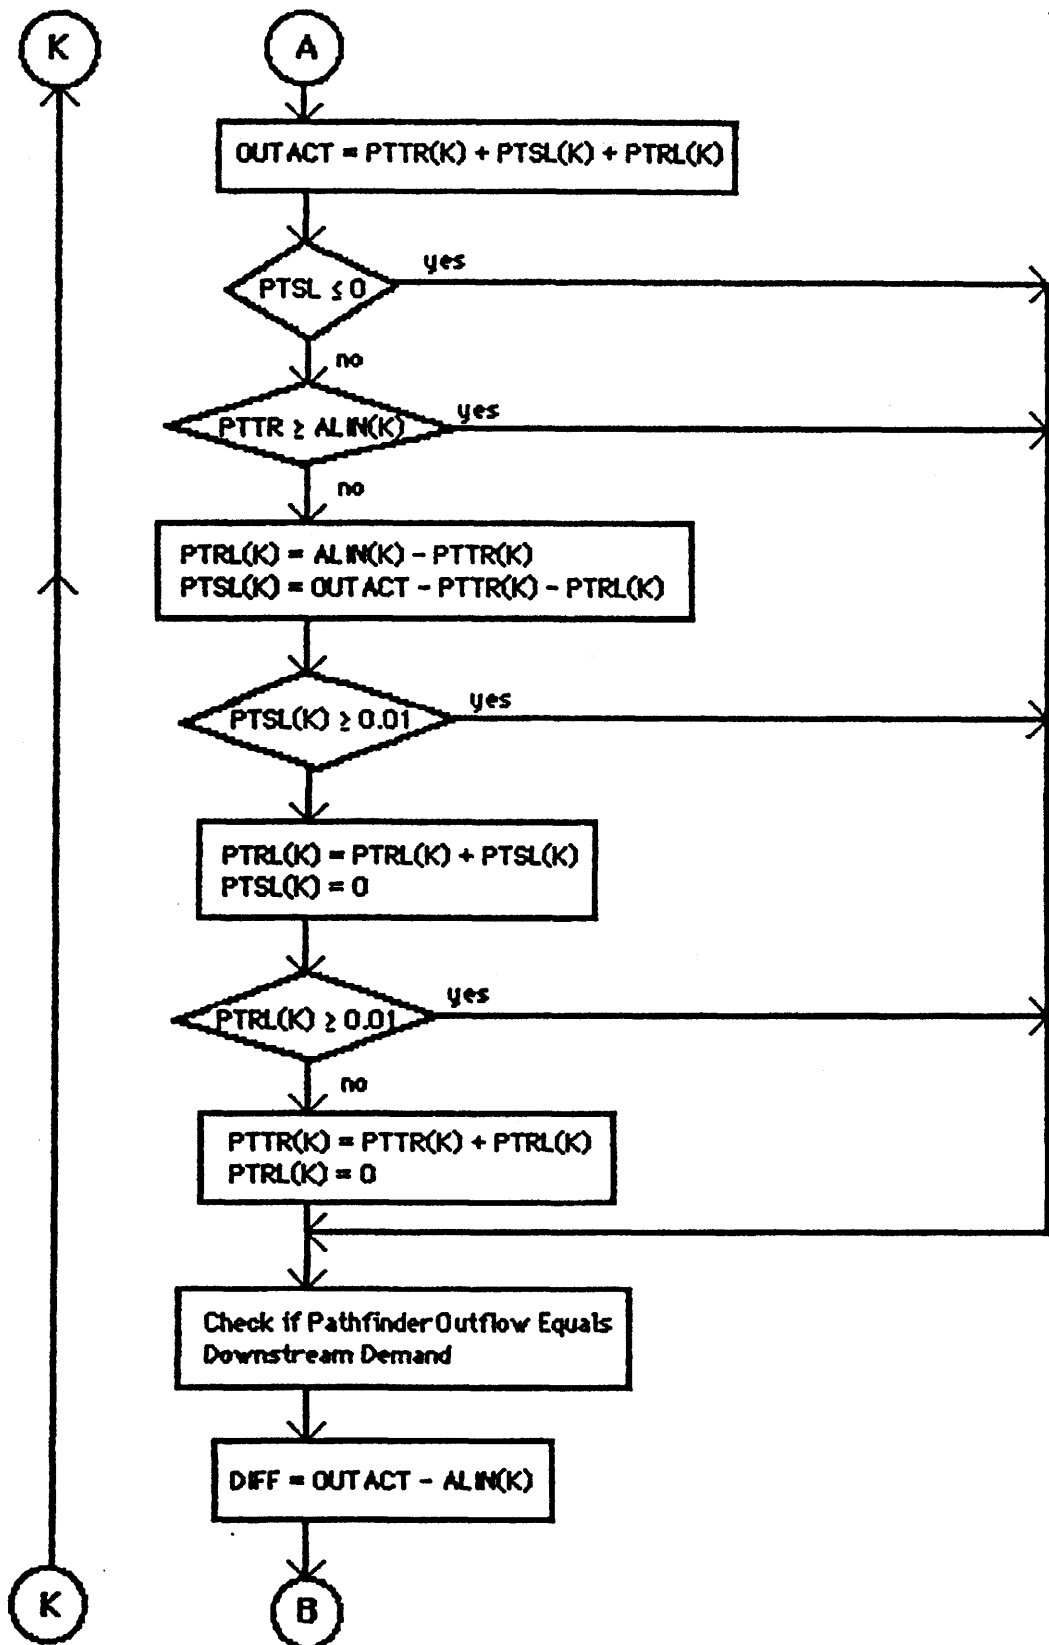 K
A
OUTACT = PTTR(K) + PTSL(K) + PTRL(K)
yes
PTSL ≤ 0
no
yes
PTTR ≥ ALIN(K)
no
PTRL(K) = ALIN(K) - PTTR(K)
PTSL(K) = OUTACT - PTTR(K) - PTRL(K)
yes
PTSL(K) ≥ 0.01
PTRL(K) = PTRL(K) + PTSL(K)
PTSL(K) = 0
yes
PTRL(K) ≥ 0.01
no
PTTR(K) = PTTR(K) + PTRL(K)
PTRL(K) = 0
Check if Pathfinder Outflow Equals
Downstream Demand
DIFF = OUTACT - ALIN(K)
K
B